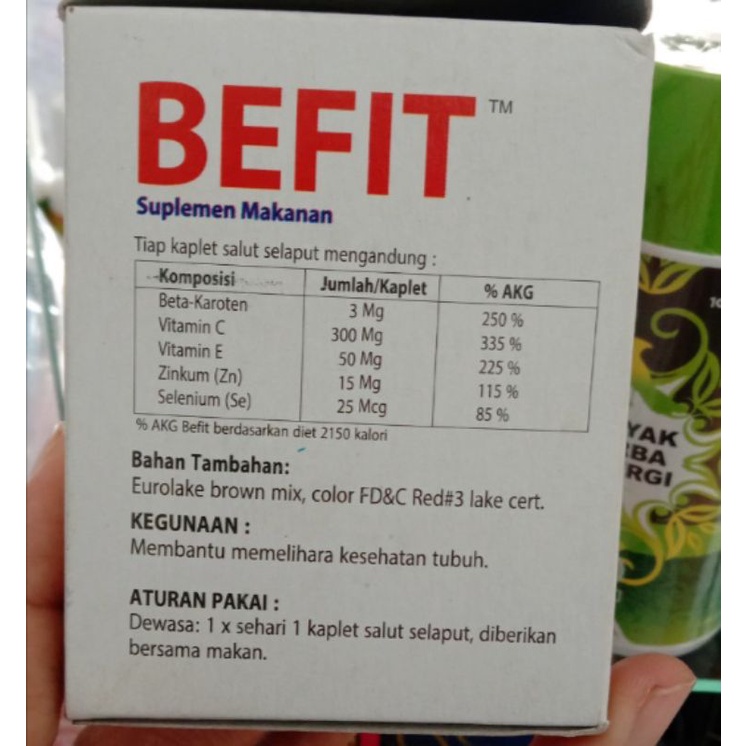 BEFIT™
Suplemen Makanan
Tiap kaplet salut selaput mengandung :
Komposisi Jumlah/Kaplet % AKG
Beta-Karoten 3 Mg 250 %
Vitamin C 300 Mg 335 %
Vitamin E 50 Mg 225 %
Zinkum (Zn) 15 Mg 115 %
Selenium (Se) 25 Mcg 85 %
% AKG Befit berdasarkan diet 2150 kalori
Bahan Tambahan:
Eurolake brown mix, color FD&C Red#3 lake cert.
KEGUNAAN :
Membantu memelihara kesehatan tubuh.
ATURAN PAKAI :
Dewasa: 1 x sehari 1 kaplet salut selaput, diberikan
bersama makan.
YAK
BA
RGI